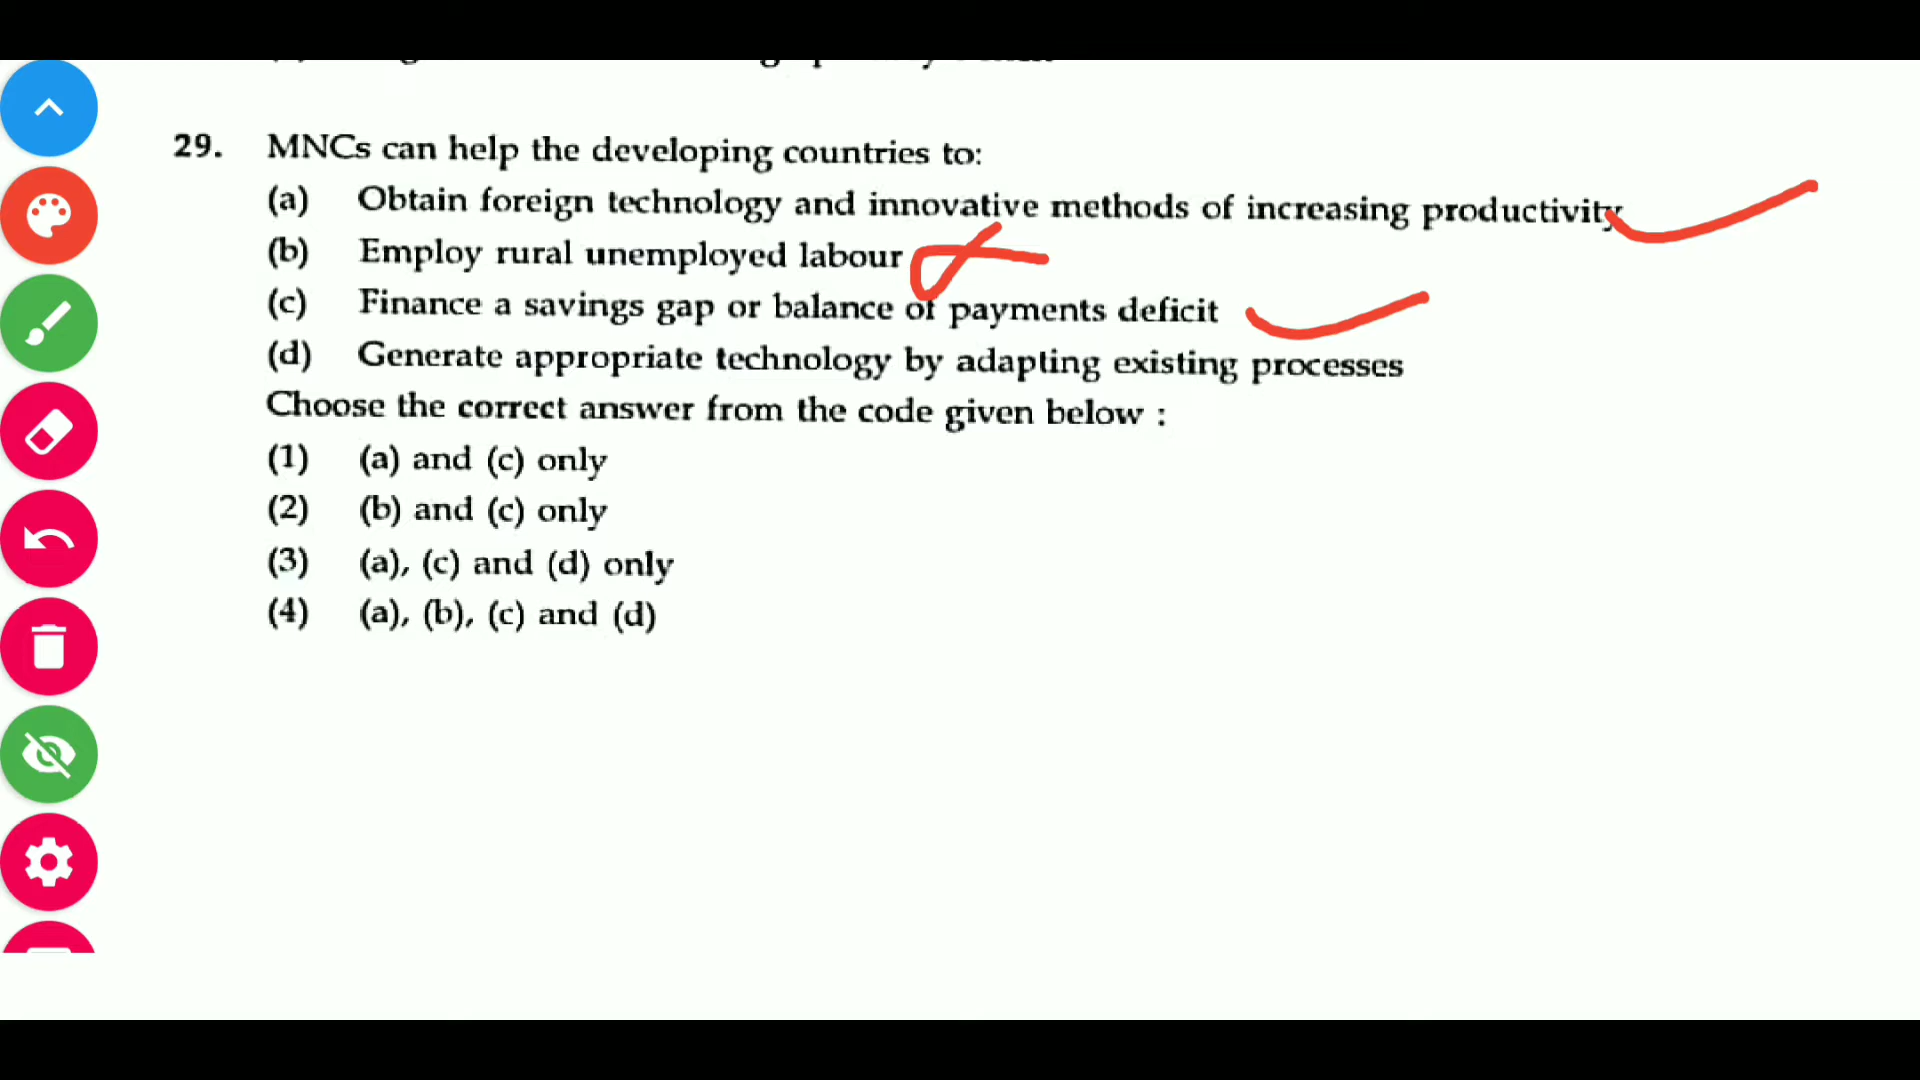 29. MNCs can help the developing countries to:
(a) Obtain foreign technology and innovative methods of increasing productivity
(b) Employ rural unemployed labour
(c) Finance a savings gap or balance of payments deficit
(d) Generate appropriate technology by adapting existing processes
Choose the correct answer from the code given below :
(1) (a) and (c) only
(2) (b) and (c) only
(3) (a), (c) and (d) only
(4) (a), (b), (c) and (d)